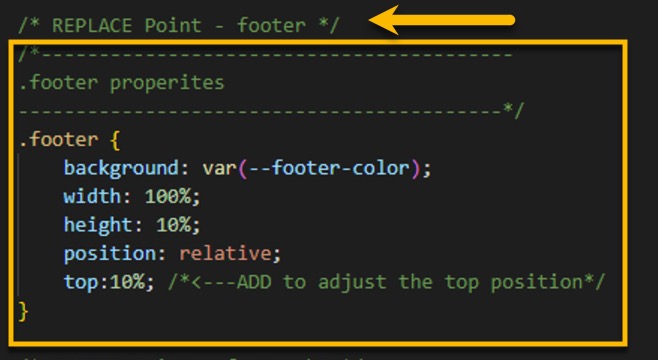 /* REPLACE Point - footer */
/*------------------------------------------
.footer properites
-------------------------------------------*/
.footer {
background: var(--footer-color);
width: 100%;
height: 10%;
position: relative;
top:10%; /*<---ADD to adjust the top position*/
}